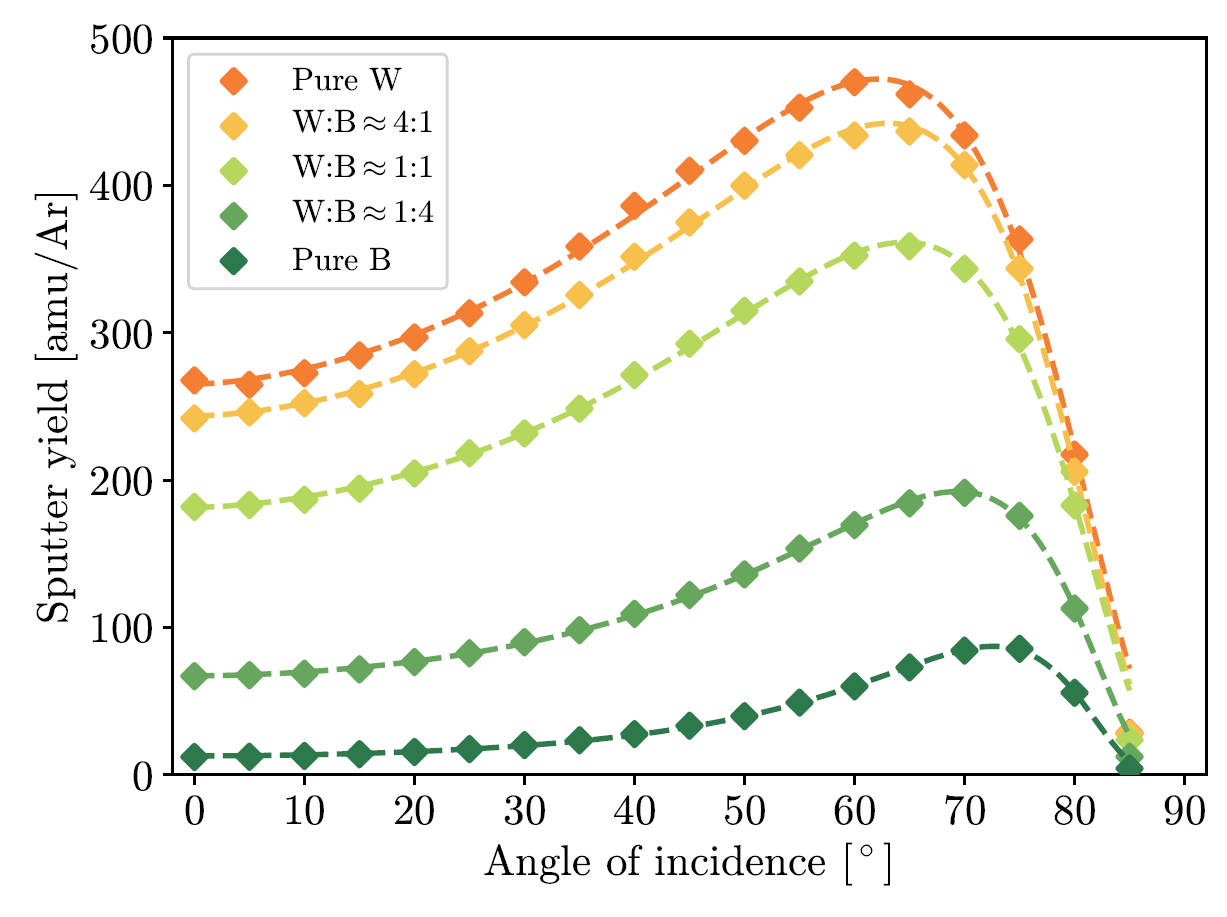 500
400
300
200
100
0
Sputter yield [amu/Ar]
Pure W
W:B ≈ 4:1
W:B ≈ 1:1
W:B ≈ 1:4
Pure B
0 10 20 30 40 50 60 70 80 90
Angle of incidence [°]